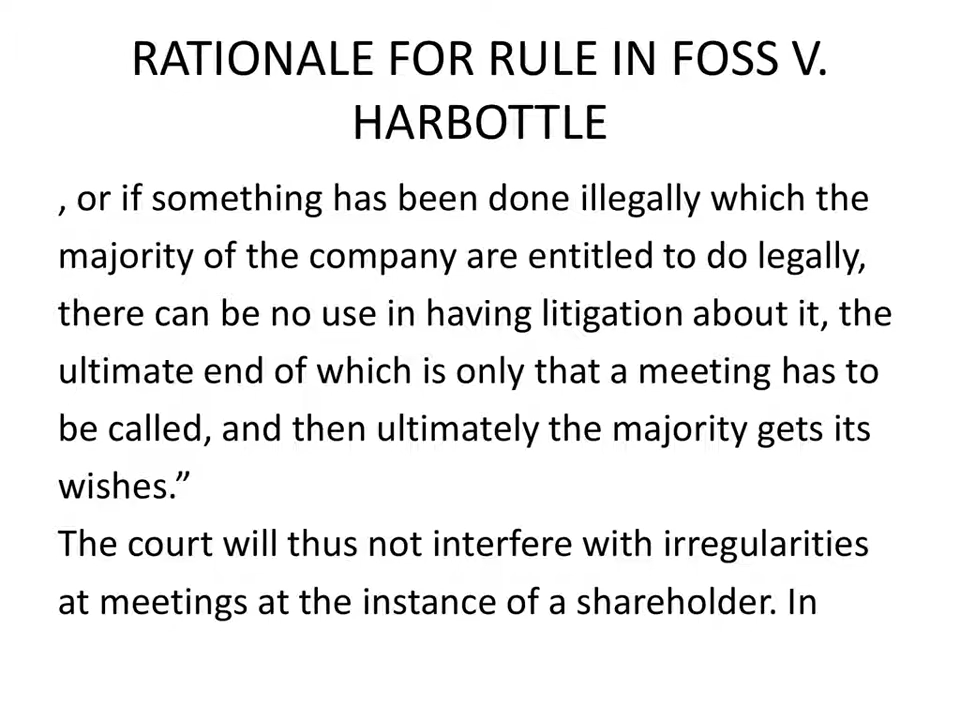 RATIONALE FOR RULE IN FOSS V.
HARBOTTLE
, or if something has been done illegally which the
majority of the company are entitled to do legally,
there can be no use in having litigation about it, the
ultimate end of which is only that a meeting has to
be called, and then ultimately the majority gets its
wishes.”
The court will thus not interfere with irregularities
at meetings at the instance of a shareholder. In